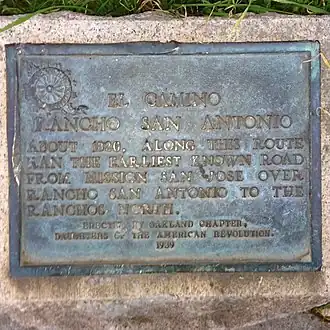 EL CAMINO
RANCHO SAN ANTONIO
ABOUT 1820, ALONG THIS ROUTE
RAN THE EARLIEST KNOWN ROAD
FROM MISSION SAN JOSE OVER
RANCHO SAN ANTONIO TO THE
RANCHOS NORTH.
ERECTED BY OAKLAND CHAPTER,
DAUGHTERS OF THE AMERICAN REVOLUTION.
1939